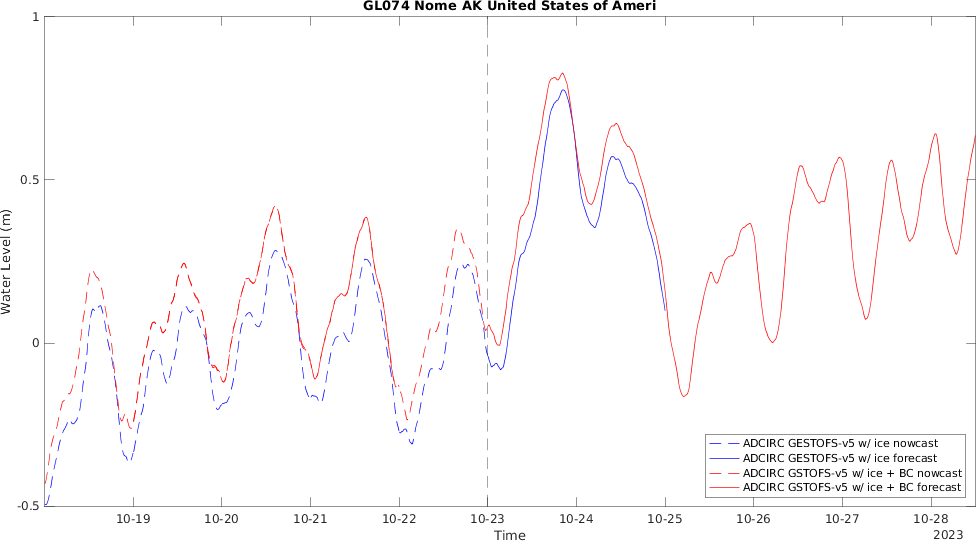 GL074 Nome AK United States of Ameri
1
0.5
0
-0.5
Water Level (m)
ADCIRC GESTOFS-v5 w/ ice nowcast
ADCIRC GESTOFS-v5 w/ ice forecast
ADCIRC GSTOFS-v5 w/ ice + BC nowcast
ADCIRC GSTOFS-v5 w/ ice + BC forecast
10-19 10-20 10-21 10-22 10-23 10-24 10-25 10-26 10-27 10-28
Time
2023